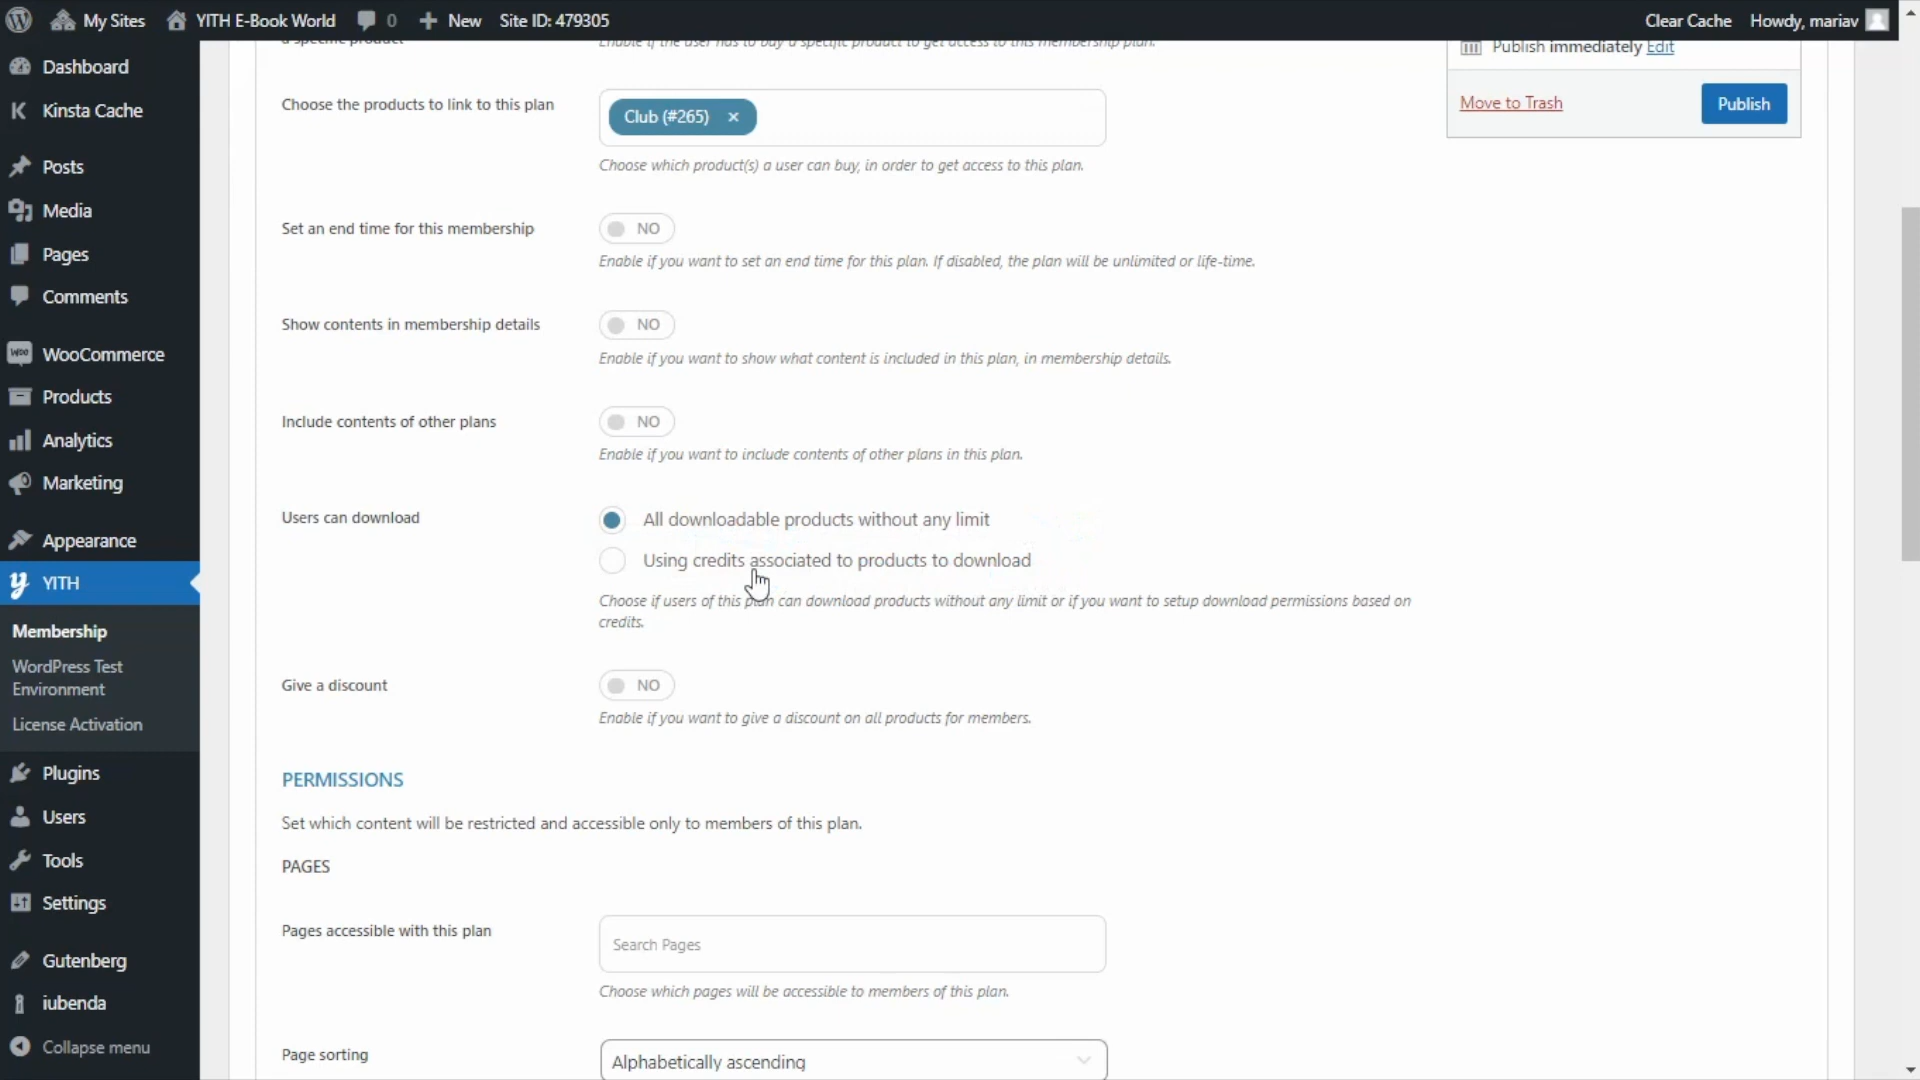 My Sites
YITH E-Book World
0
New
Site ID: 479305
Clear Cache
Howdy, mariav
Dashboard
Kinsta Cache
Posts
Media
Pages
Comments
WooCommerce
Products
Analytics
Marketing
Appearance
YITH
Membership
WordPress Test
Environment
License Activation
Plugins
Users
Tools
Settings
Gutenberg
iubenda
Collapse menu
a specific product
Enable if the user has to buy a specific product to get access to this membership plan.
Choose the products to link to this plan
Club (#265) ×
Choose which product(s) a user can buy, in order to get access to this plan.
Set an end time for this membership
NO
Enable if you want to set an end time for this plan. If disabled, the plan will be unlimited or life-time.
Show contents in membership details
NO
Enable if you want to show what content is included in this plan, in membership details.
Include contents of other plans
NO
Enable if you want to include contents of other plans in this plan.
Users can download
All downloadable products without any limit
Using credits associated to products to download
Choose if users of this plan can download products without any limit or if you want to setup download permissions based on
credits.
Give a discount
NO
Enable if you want to give a discount on all products for members.
PERMISSIONS
Set which content will be restricted and accessible only to members of this plan.
PAGES
Pages accessible with this plan
Search Pages
Choose which pages will be accessible to members of this plan.
Page sorting
Alphabetically ascending
Publish immediately Edit
Move to Trash
Publish